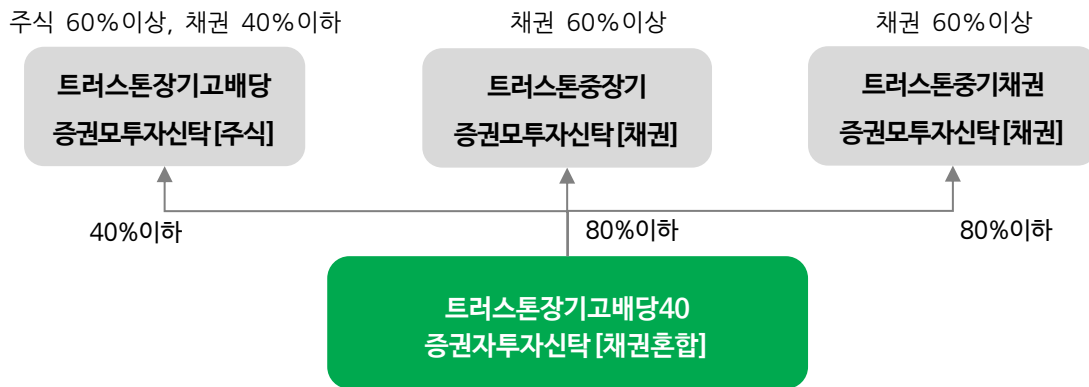 주식 60%이상, 채권 40%이하
채권 60%이상
채권 60%이상
트러스톤장기고배당
증권모투자신탁[주식]
트러스톤중장기
증권모투자신탁[채권]
트러스톤중기채권
증권모투자신탁[채권]
40%이하
80%이하
80%이하
트러스톤장기고배당40
증권자투자신탁[채권혼합]